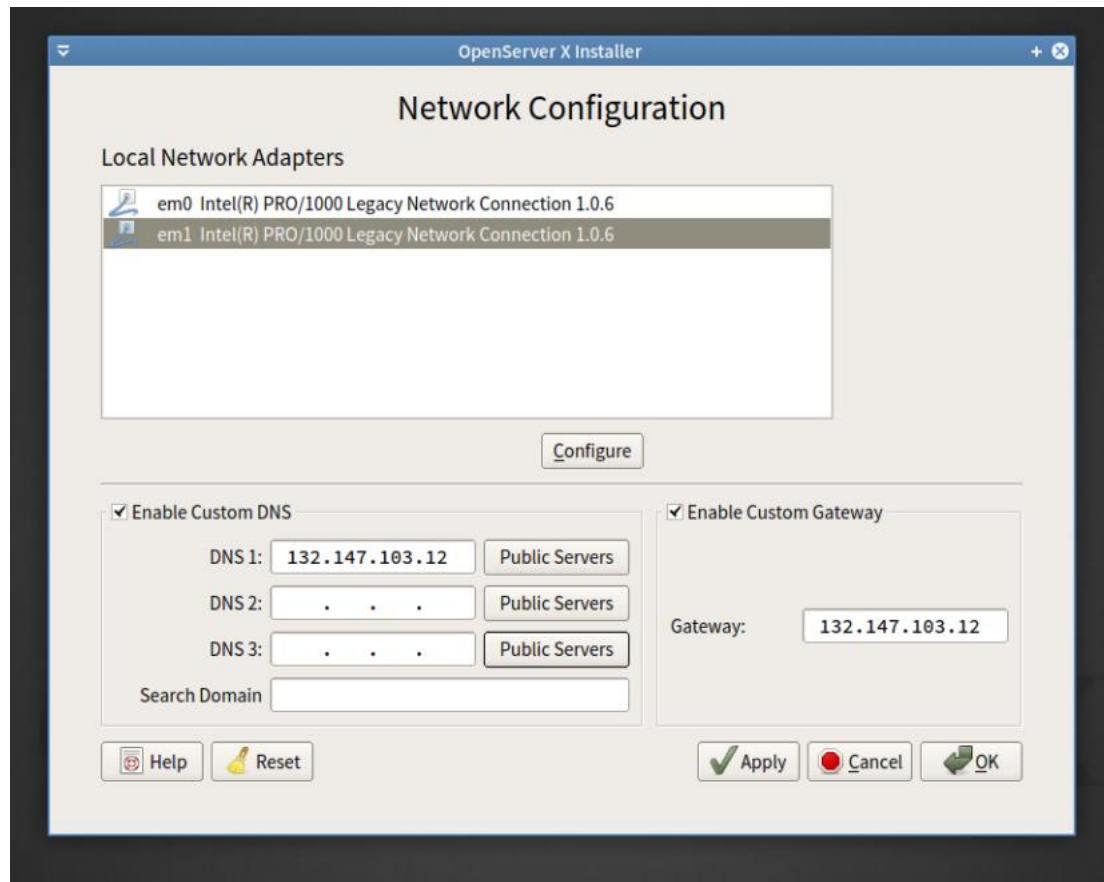 OpenServer X Installer
Network Configuration
Local Network Adapters
em0 Intel(R) PRO/1000 Legacy Network Connection 1.0.6
em1 Intel(R) PRO/1000 Legacy Network Connection 1.0.6
Configure
Enable Custom DNS
DNS 1: 132.147.103.12 Public Servers
DNS 2: . . . Public Servers
DNS 3: . . . Public Servers
Search Domain
Enable Custom Gateway
Gateway: 132.147.103.12
Help Reset Apply Cancel OK